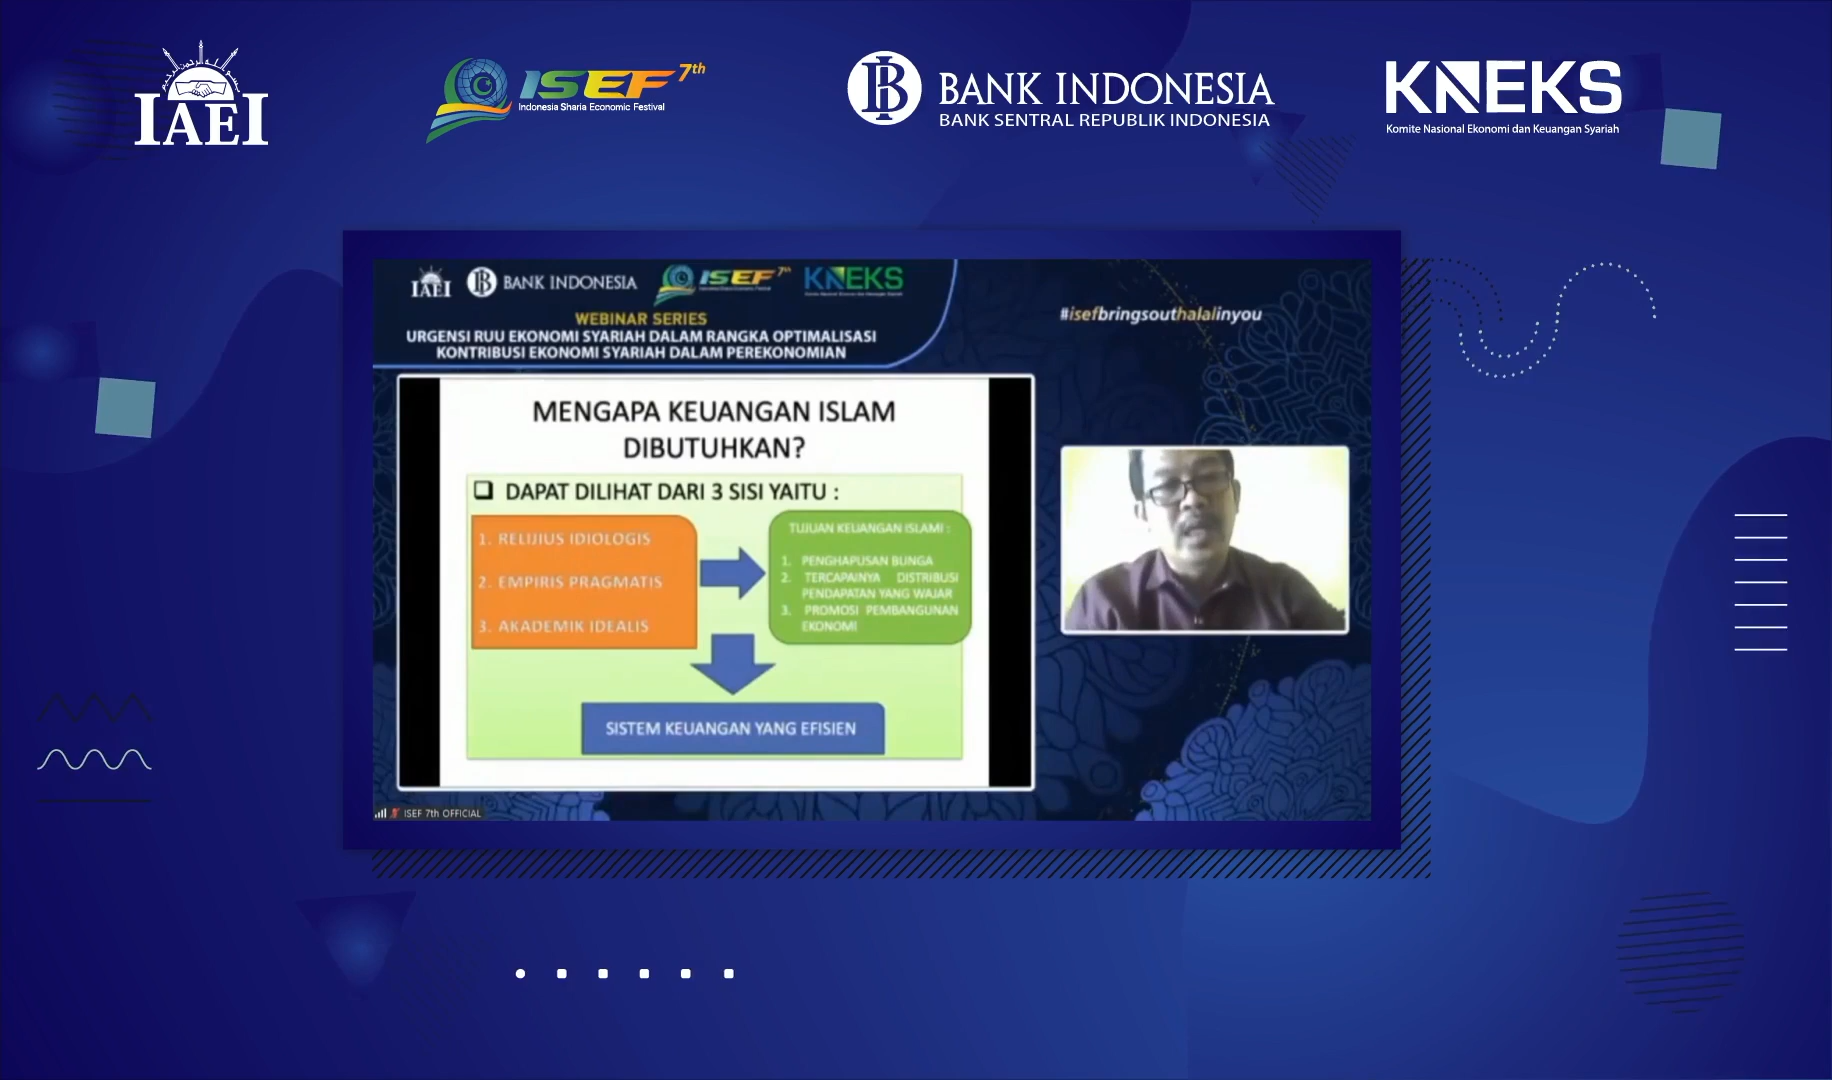 IAEI
ISEF 7th
Indonesia Sharia Economic Festival
BANK INDONESIA
BANK SENTRAL REPUBLIK INDONESIA
KNEKS
Komite Nasional Ekonomi dan Keuangan Syariah
IAEI
BANK INDONESIA
ISEF 7th
KNEKS
WEBINAR SERIES
URGENSI RUU EKONOMI SYARIAH DALAM RANGKA OPTIMALISASI
KONTRIBUSI EKONOMI SYARIAH DALAM PEREKONOMIAN
#isefbringsouthalalinyou
MENGAPA KEUANGAN ISLAM
DIBUTUHKAN?
❑ DAPAT DILIHAT DARI 3 SISI YAITU :
1. RELIJIUS IDIOLOGIS
2. EMPIRIS PRAGMATIS
3. AKADEMIK IDEALIS
TUJUAN KEUANGAN ISLAMI :
1. PENGHAPUSAN BUNGA
2. TERCAPAINYA DISTRIBUSI
PENDAPATAN YANG WAJAR
3. PROMOSI PEMBANGUNAN
EKONOMI
SISTEM KEUANGAN YANG EFISIEN
ISEF 7th OFFICIAL